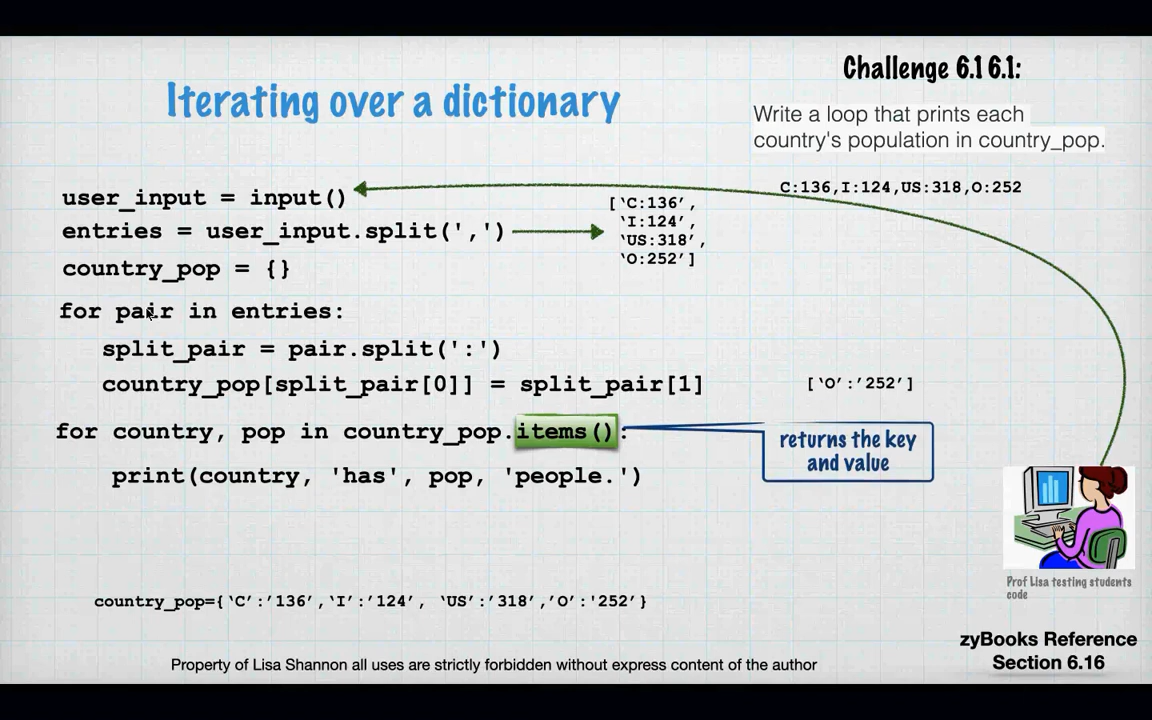 Challenge 6.1 6.1:
Iterating over a dictionary
Write a loop that prints each
country's population in country_pop.
user_input = input()
C:136,I:124,US:318,O:252
entries = user_input.split(',')
[‘C:136’,
‘I:124’,
‘US:318’,
‘O:252’]
country_pop = {}
for pair in entries:
split_pair = pair.split(':')
country_pop[split_pair[0]] = split_pair[1]
[‘O’:’252’]
for country, pop in country_pop.items():
returns the key
and value
print(country, 'has', pop, 'people.')
Prof Lisa testing students
code
country_pop={‘C’:’136’,‘I’:’124’, ‘US’:’318’,’O’:'252’}
zyBooks Reference
Section 6.16
Property of Lisa Shannon all uses are strictly forbidden without express content of the author